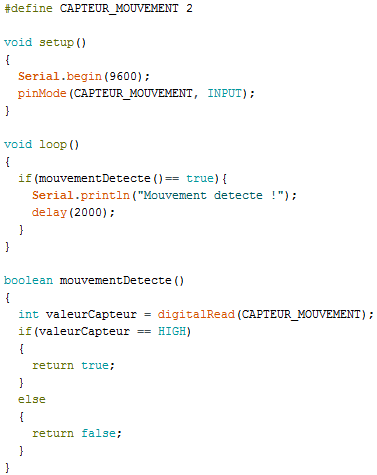 #define CAPTEUR_MOUVEMENT 2
void setup()
{
  Serial.begin(9600);
  pinMode(CAPTEUR_MOUVEMENT, INPUT);
}
void loop()
{
  if(mouvementDetecte()== true){
    Serial.println("Mouvement detecte !");
    delay(2000);
  }
}
boolean mouvementDetecte()
{
  int valeurCapteur = digitalRead(CAPTEUR_MOUVEMENT);
  if(valeurCapteur == HIGH)
  {
    return true;
  }
  else
  {
    return false;
  }
}